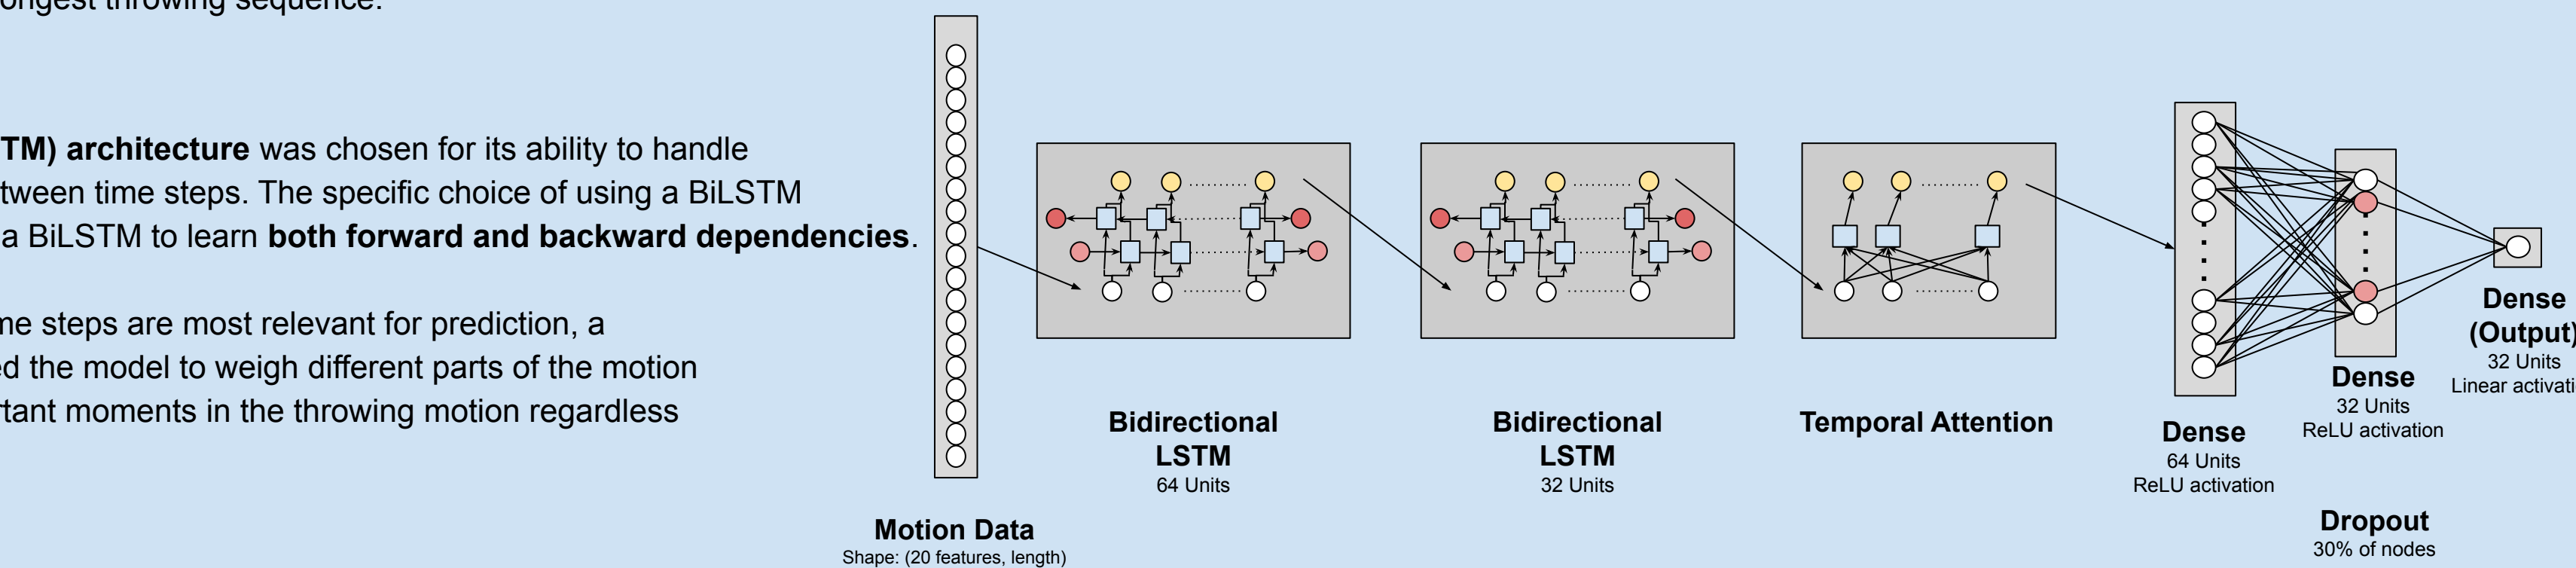 ongest throwing sequence.
TM) architecture was chosen for its ability to handle
tween time steps. The specific choice of using a BiLSTM
a BiLSTM to learn both forward and backward dependencies.
me steps are most relevant for prediction, a
ed the model to weigh different parts of the motion
rtant moments in the throwing motion regardless
Motion Data
Shape: (20 features, length)
Bidirectional
LSTM
64 Units
Bidirectional
LSTM
32 Units
Temporal Attention
Dense
64 Units
ReLU activation
Dense
32 Units
ReLU activation
Dropout
30% of nodes
Dense
(Output)
32 Units
Linear activati